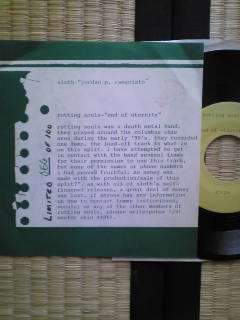 sloth-"jordan p. camaristo"
rotting souls-"end of eternity"
rotting souls was a death metal band.
they played around the columbus ohio
area during the early '90's. they recorded
one demo. the lead-off track is what is
on this split. i have attempted to get
in contact with the band several times
for their permission to use this track,
but none of the names or phone numbers
i had proved fruitful. no money was
made with the production/sale of this
split", as with all of sloth's self-
financed releases, a great deal of money
was lost. if anyone has any information
on how to contact tommy
vocals) or any of the other members of
rotting souls, please write
LIMITED OF 100
rotting souls
end of eternity